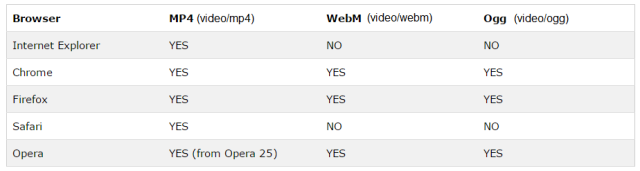 Browser MP4 (video/mp4) WebM (video/webm) Ogg (video/ogg)
Internet Explorer YES NO NO
Chrome YES YES YES
Firefox YES YES YES
Safari YES NO NO
Opera YES (from Opera 25) YES YES